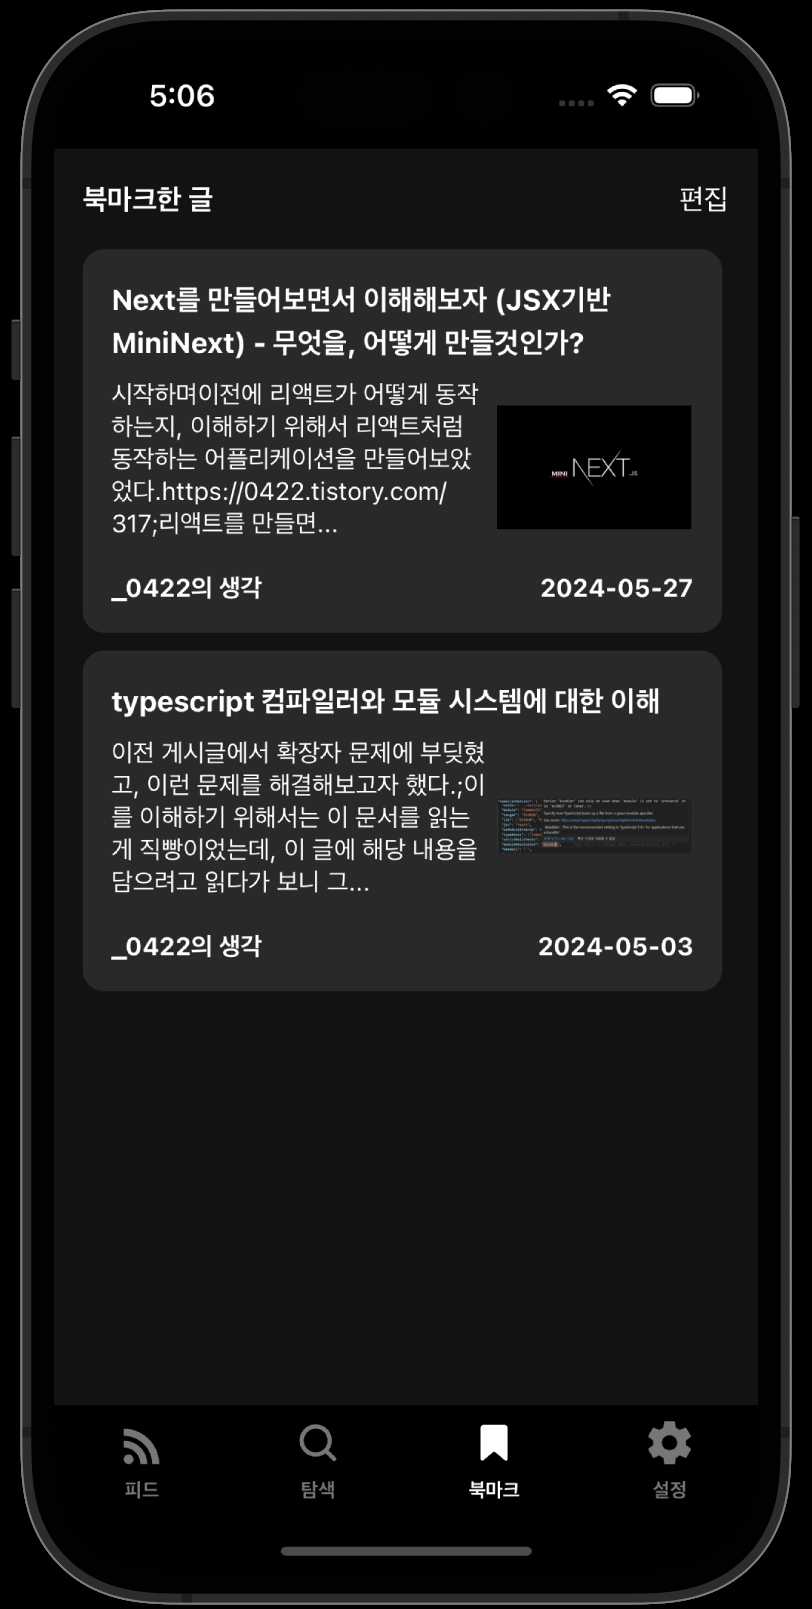 5:06
북마크한 글
편집
Next를 만들어보면서 이해해보자 (JSX기반
MiniNext) - 무엇을, 어떻게 만들것인가?
시작하며이전에 리액트가 어떻게 동작
하는지, 이해하기 위해서 리액트처럼
동작하는 어플리케이션을 만들어보았
었다.https://0422.tistory.com/
317;리액트를 만들면...
MINI NEXT.JS
_0422의 생각
2024-05-27
typescript 컴파일러와 모듈 시스템에 대한 이해
이전 게시글에서 확장자 문제에 부딪혔
고, 이런 문제를 해결해보고자 했다.;이
를 이해하기 위해서는 이 문서를 읽는
게 직빵이었는데, 이 글에 해당 내용을
담으려고 읽다가 보니 그...
_0422의 생각
2024-05-03
피드
탐색
북마크
설정